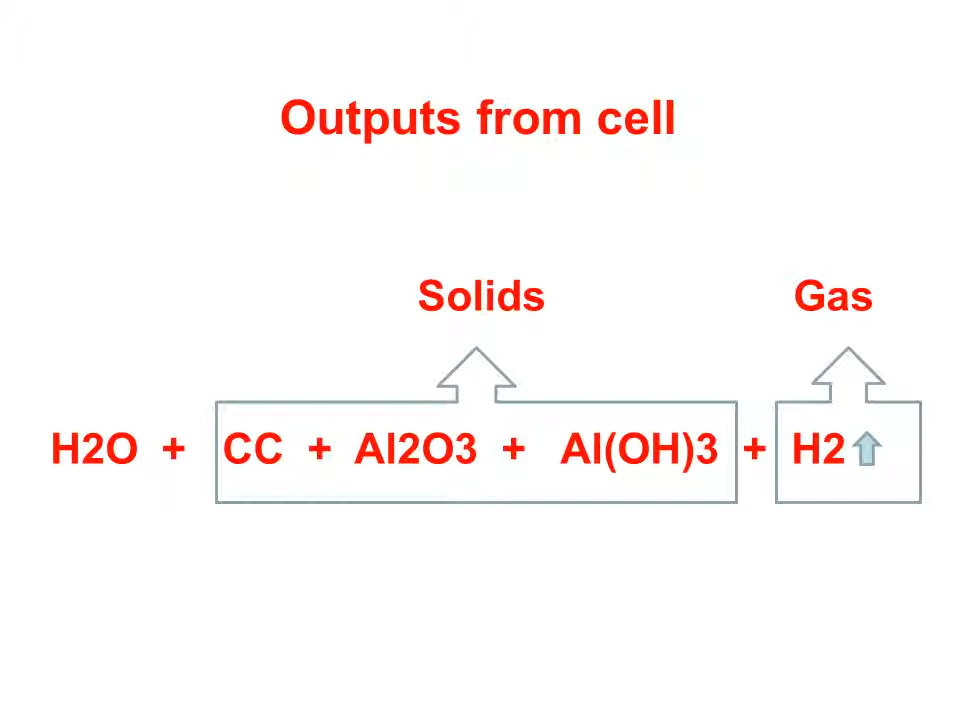 Outputs from cell
Solids Gas
H2O + CC + Al2O3 + Al(OH)3 + H2